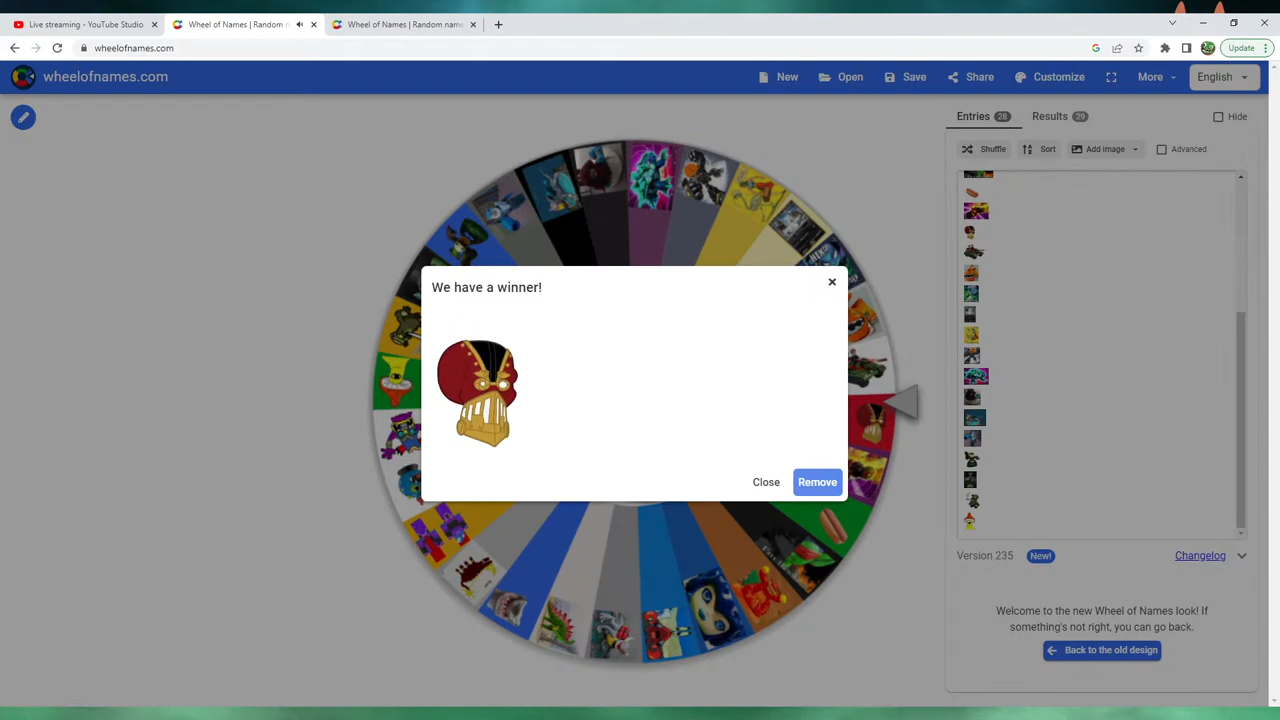 Live streaming - YouTube Studio
Wheel of Names | Random n
Wheel of Names | Random name
wheelofnames.com
Update
wheelofnames.com
New
Open
Save
Share
Customize
More
English
Entries 28
Results 29
Hide
Shuffle
Sort
Add image
Advanced
We have a winner!
Close
Remove
Version 235
New!
Changelog
Welcome to the new Wheel of Names look! If
something's not right, you can go back.
Back to the old design